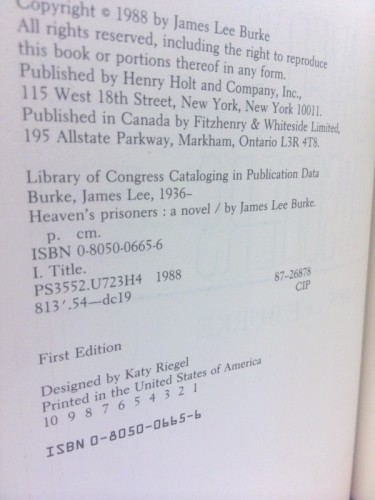 Copyright © 1988 by James Lee Burke
All rights reserved, including the right to reproduce
this book or portions thereof in any form.
Published by Henry Holt and Company, Inc.,
115 West 18th Street, New York, New York 10011.
Published in Canada by Fitzhenry & Whiteside Limited,
195 Allstate Parkway, Markham, Ontario L3R 4T8.
Library of Congress Cataloging in Publication Data
Burke, James Lee, 1936–
Heaven's prisoners : a novel / by James Lee Burke.
p. cm.
ISBN 0-8050-0665-6
I. Title.
PS3552.U723H4 1988 87-26878
813'.54—dc19 CIP
First Edition
Designed by Katy Riegel
Printed in the United States of America
10 9 8 7 6 5 4 3 2 1
ISBN 0-8050-0665-6